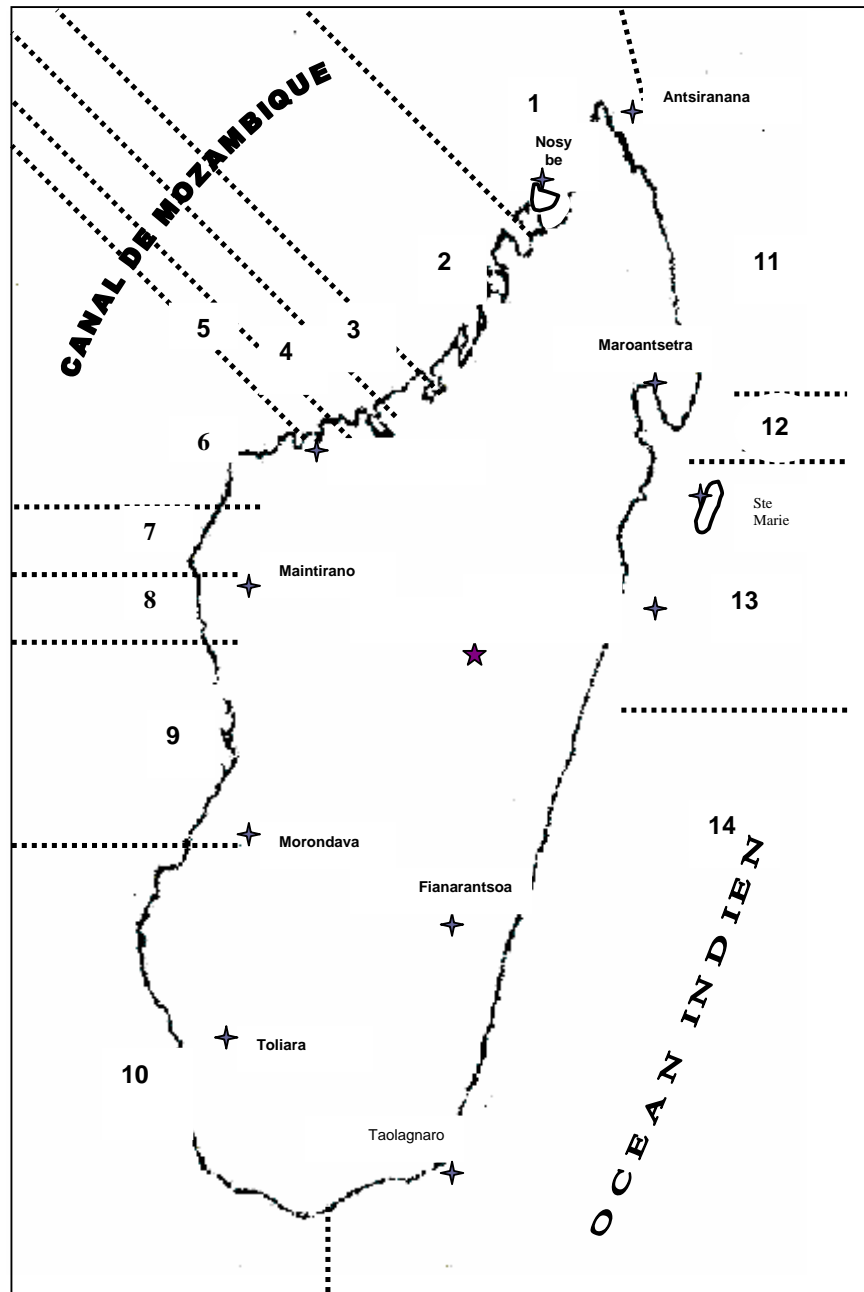 CANAL DE MOZAMBIQUE
1
Antsiranana
Nosy
be
2
11
3
5
4
Maroantsetra
12
6
Ste
Marie
7
Maintirano
8
13
9
14
Morondava
Fianarantsoa
OCEAN INDIEN
Toliara
10
Taolagnaro